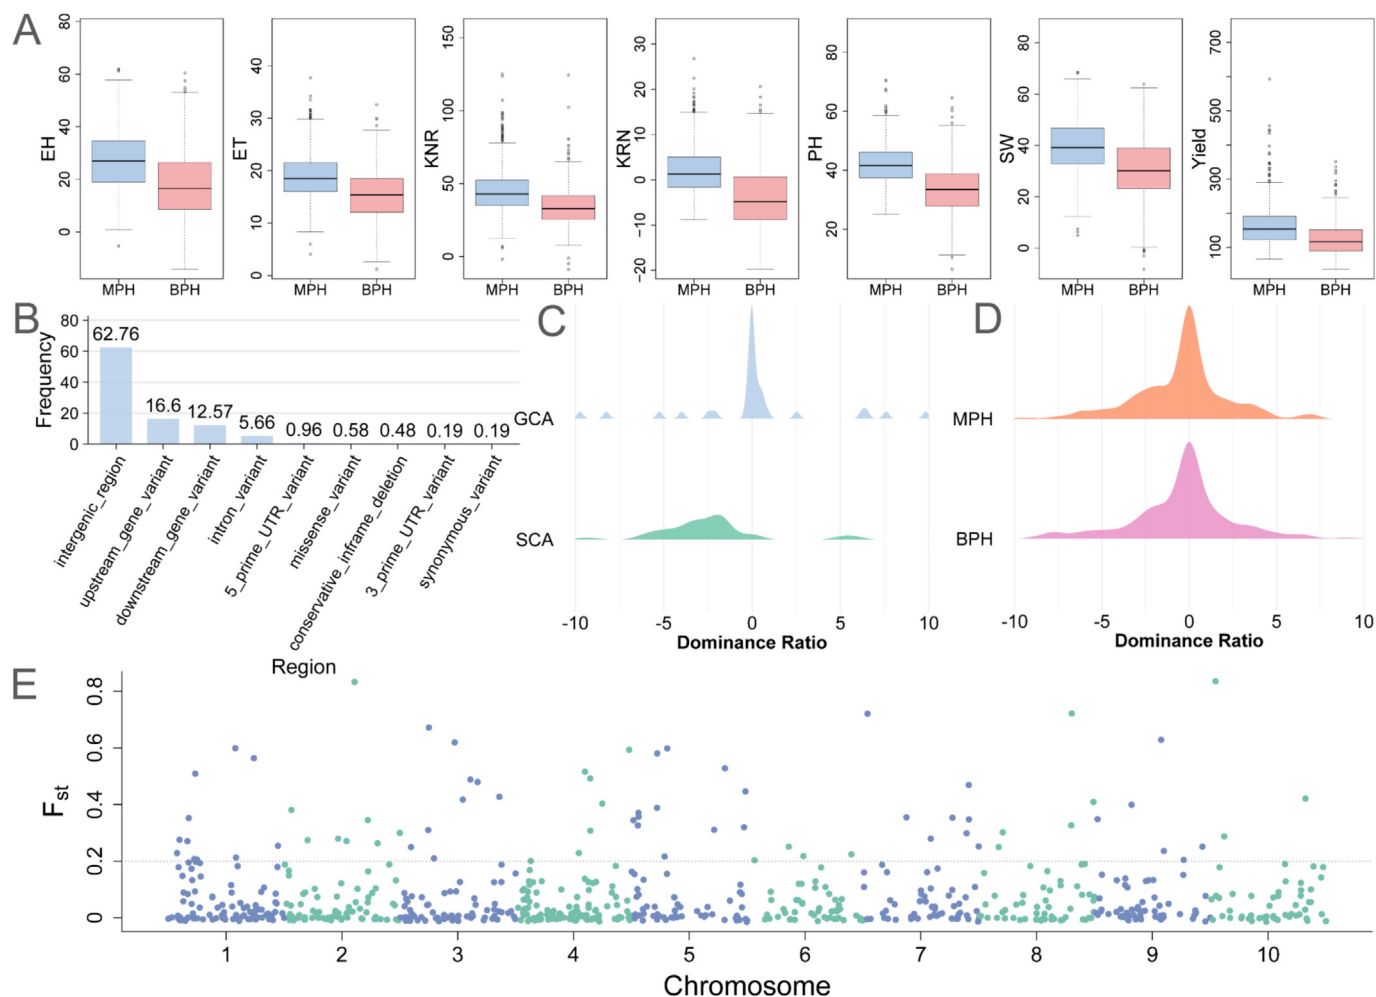 A
EH
80
60
40
20
0
MPH BPH
ET
40
30
20
10
0
MPH BPH
KNR
150
100
50
0
MPH BPH
KRN
30
20
10
0
−10
−20
MPH BPH
PH
80
60
40
20
MPH BPH
SW
80
60
40
20
0
MPH BPH
Yield
700
500
300
100
MPH BPH
B
Frequency
80
60
40
20
0
62.76
16.6
12.57
5.66
0.96
0.58
0.48
0.19
0.19
intergenic_region
upstream_gene_variant
downstream_gene_variant
intron_variant
5_prime_UTR_variant
missense_variant
conservative_inframe_deletion
3_prime_UTR_variant
synonymous_variant
Region
C
GCA
SCA
-10 -5 0 5 10
Dominance Ratio
D
MPH
BPH
-10 -5 0 5 10
Dominance Ratio
E
Fst
0.8
0.6
0.4
0.2
0
1 2 3 4 5 6 7 8 9 10
Chromosome